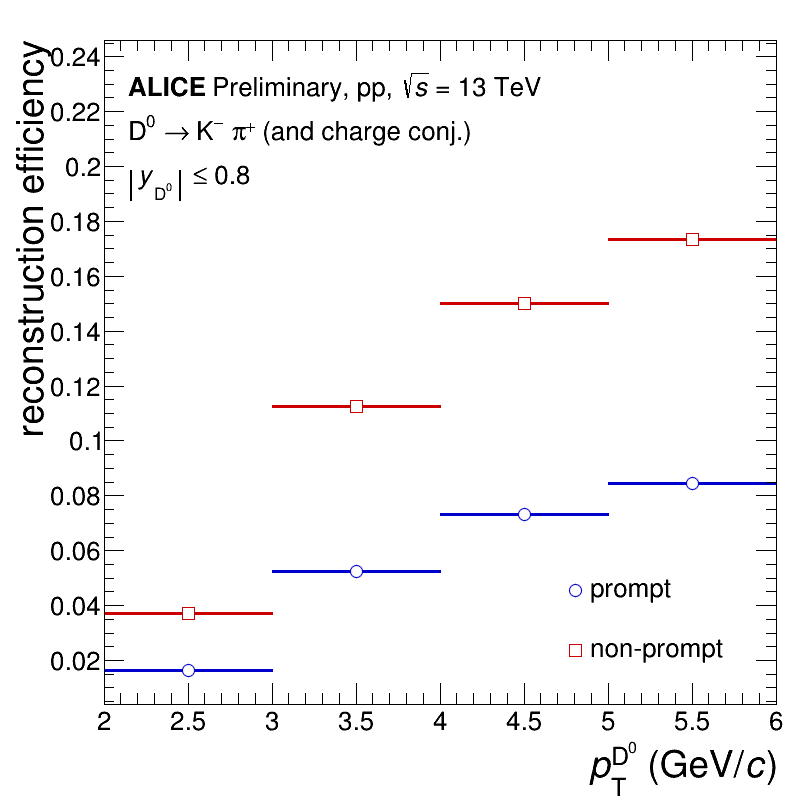 reconstruction efficiency
0.24
0.22
0.2
0.18
0.16
0.14
0.12
0.1
0.08
0.06
0.04
0.02
ALICE Preliminary, pp, √s = 13 TeV
D⁰ → K⁻ π⁺ (and charge conj.)
|y_D⁰| ≤ 0.8
prompt
non-prompt
2 2.5 3 3.5 4 4.5 5 5.5 6
p_T^D⁰ (GeV/c)